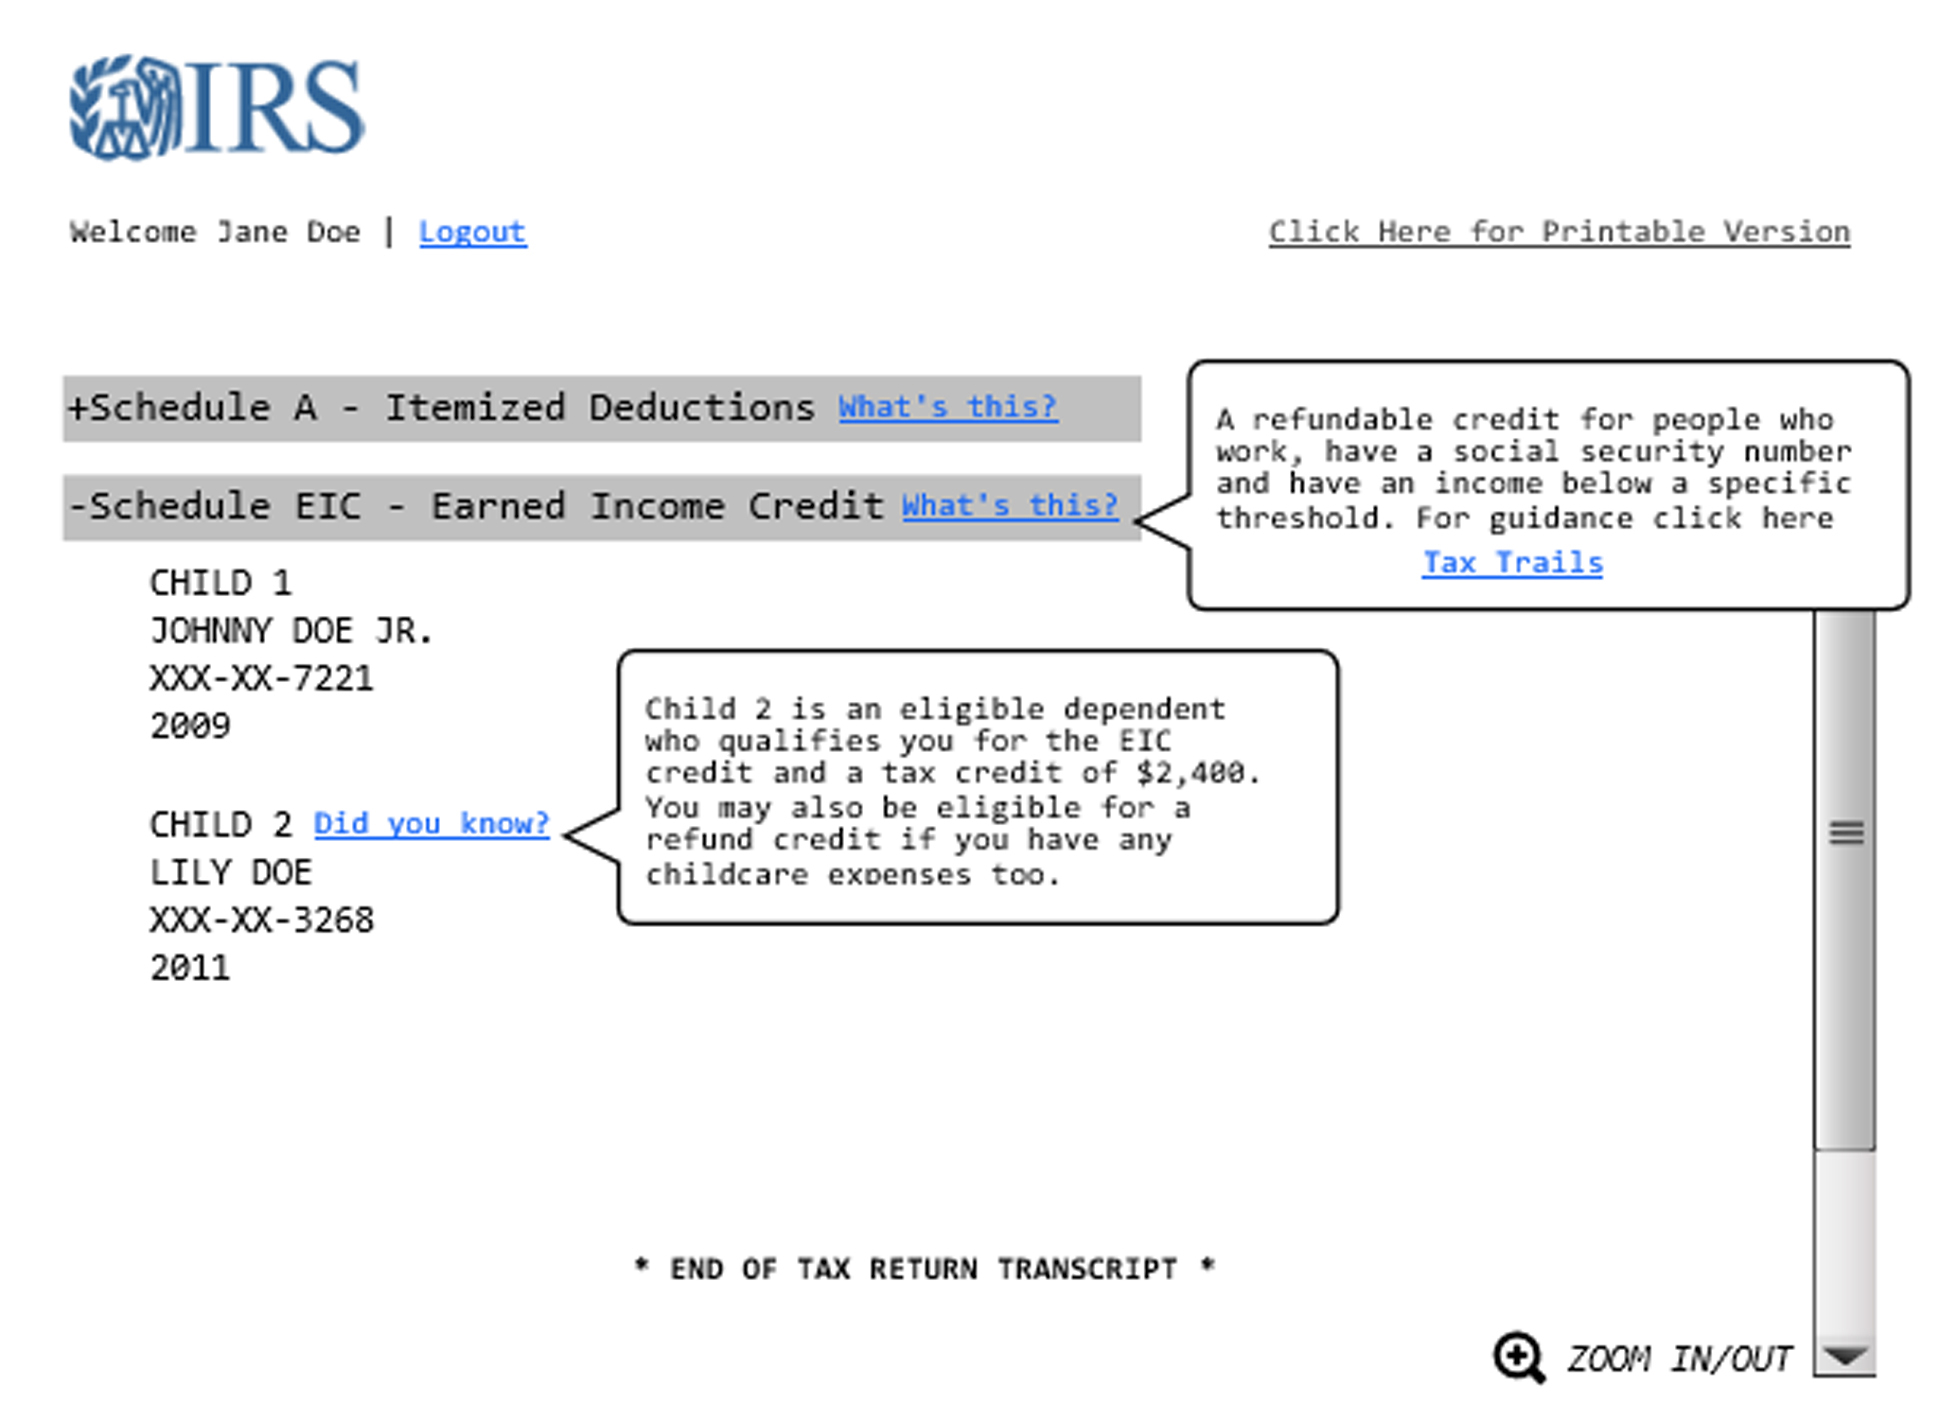 IRS
Welcome Jane Doe | Logout
Click Here for Printable Version
+Schedule A - Itemized Deductions What's this?
-Schedule EIC - Earned Income Credit What's this?
A refundable credit for people who
work, have a social security number
and have an income below a specific
threshold. For guidance click here
Tax Trails
CHILD 1
JOHNNY DOE JR.
XXX-XX-7221
2009
CHILD 2 Did you know?
LILY DOE
XXX-XX-3268
2011
Child 2 is an eligible dependent
who qualifies you for the EIC
credit and a tax credit of $2,400.
You may also be eligible for a
refund credit if you have any
childcare expenses too.
* END OF TAX RETURN TRANSCRIPT *
ZOOM IN/OUT